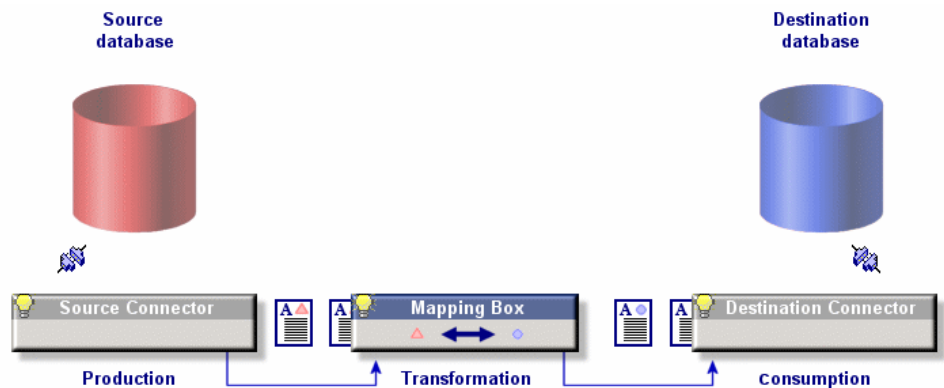 Source
database
Destination
database
Source Connector
A
A
Mapping Box
A
A
Destination Connector
Production
Transformation
Consumption